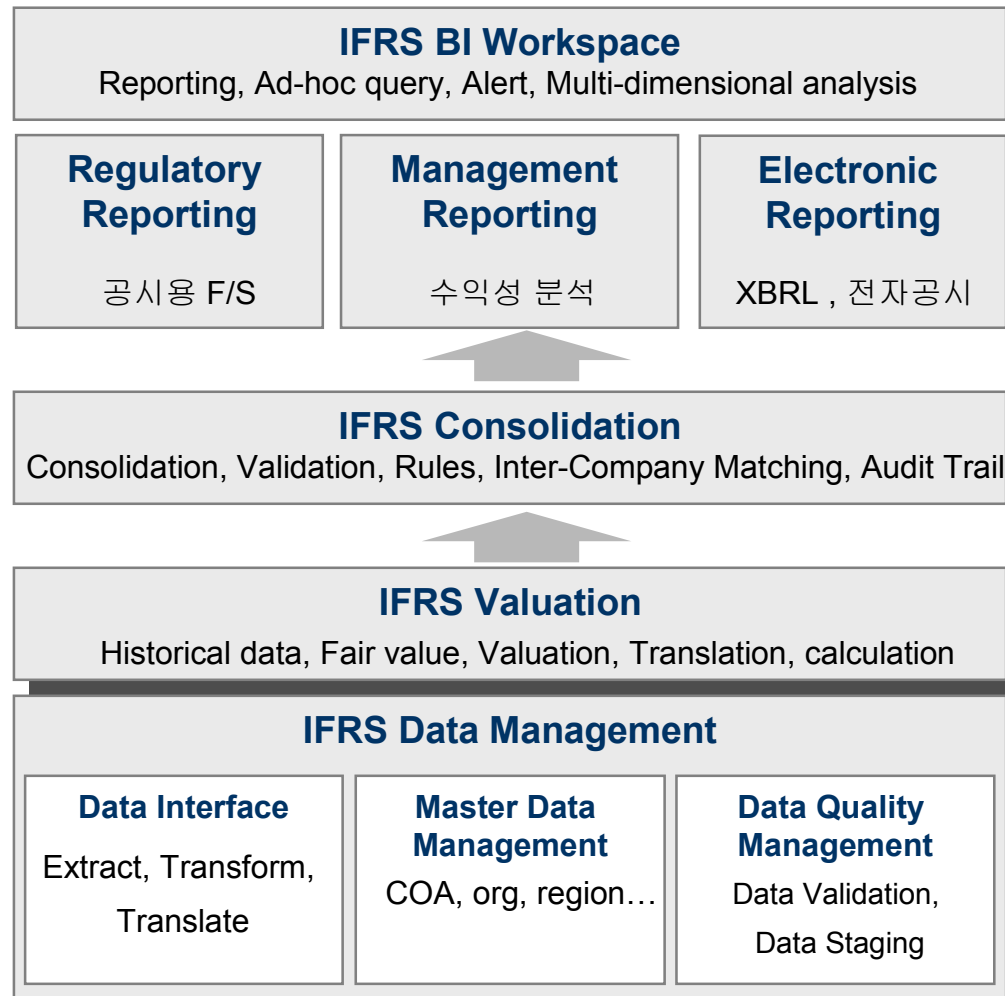 IFRS BI Workspace
Reporting, Ad-hoc query, Alert, Multi-dimensional analysis
Regulatory
Reporting
공시용 F/S
Management
Reporting
수익성 분석
Electronic
Reporting
XBRL , 전자공시
IFRS Consolidation
Consolidation, Validation, Rules, Inter-Company Matching, Audit Trail
IFRS Valuation
Historical data, Fair value, Valuation, Translation, calculation
IFRS Data Management
Data Interface
Extract, Transform,
Translate
Master Data
Management
COA, org, region…
Data Quality
Management
Data Validation,
Data Staging